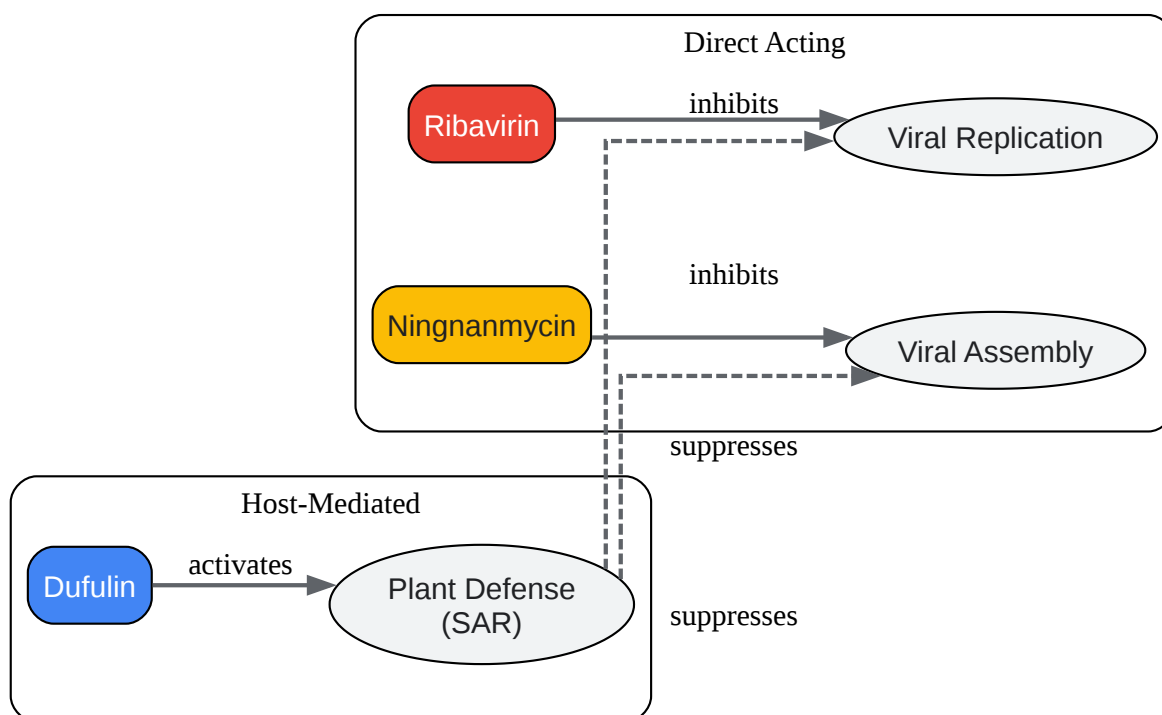 Direct Acting
inhibits
Ribavirin
Viral Replication
inhibits
Ningnanmycin
Viral Assembly
suppresses
Host-Mediated
activates
Dufulin
Plant Defense
(SAR)
suppresses